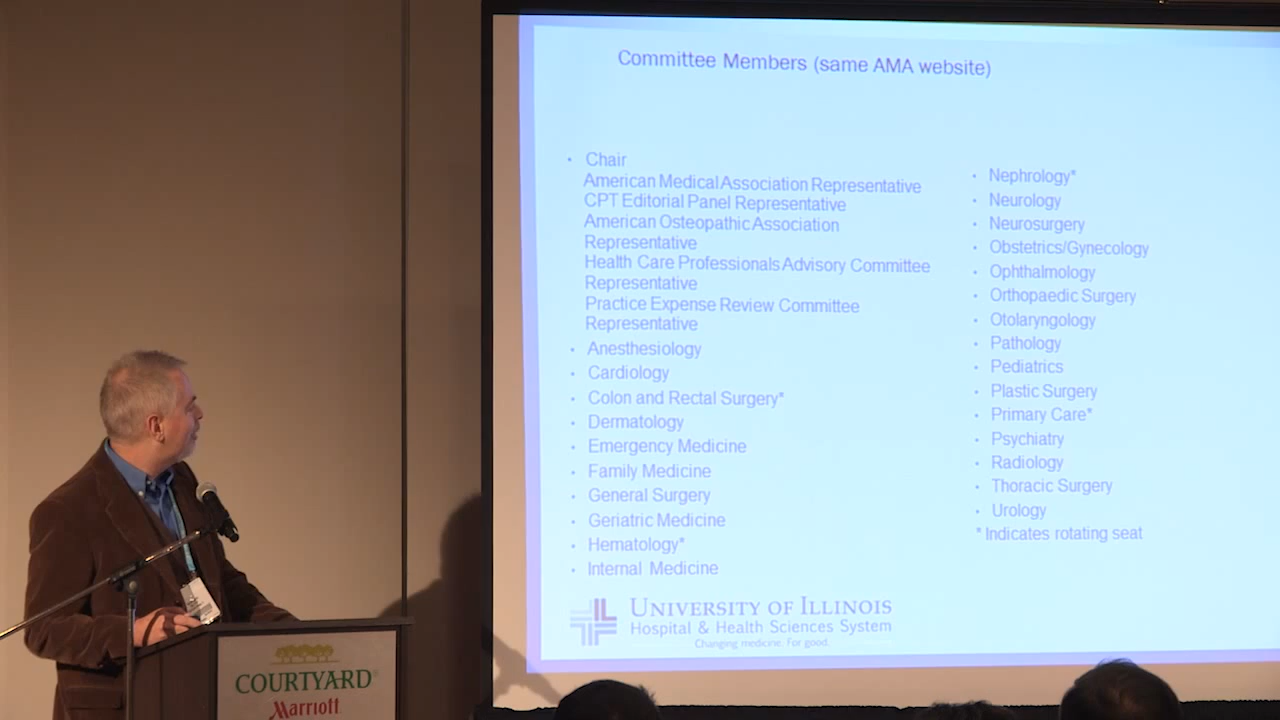 Committee Members (same AMA website)
• Chair
American Medical Association Representative
CPT Editorial Panel Representative
American Osteopathic Association
Representative
Health Care Professionals Advisory Committee
Representative
Practice Expense Review Committee
Representative
• Anesthesiology
• Cardiology
• Colon and Rectal Surgery*
• Dermatology
• Emergency Medicine
• Family Medicine
• General Surgery
• Geriatric Medicine
• Hematology*
• Internal Medicine
• Nephrology*
• Neurology
• Neurosurgery
• Obstetrics/Gynecology
• Ophthalmology
• Orthopaedic Surgery
• Otolaryngology
• Pathology
• Pediatrics
• Plastic Surgery
• Primary Care*
• Psychiatry
• Radiology
• Thoracic Surgery
• Urology
* Indicates rotating seat
UNIVERSITY OF ILLINOIS
HOSPITAL & HEALTH SCIENCES SYSTEM
Changing medicine. For good.
COURTYARD®
Marriott